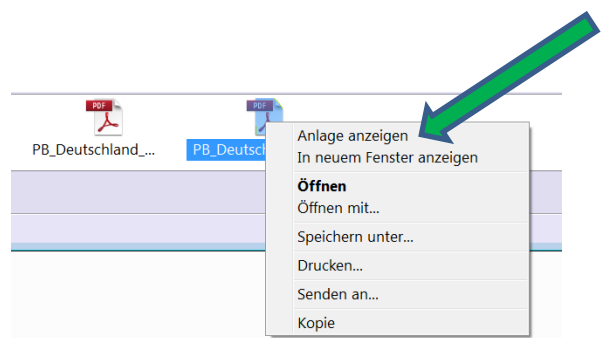 PDF
PDF
PB_Deutschland_...
PB_Deutsch
Anlage anzeigen
In neuem Fenster anzeigen
Öffnen
Öffnen mit...
Speichern unter...
Drucken...
Senden an...
Kopie